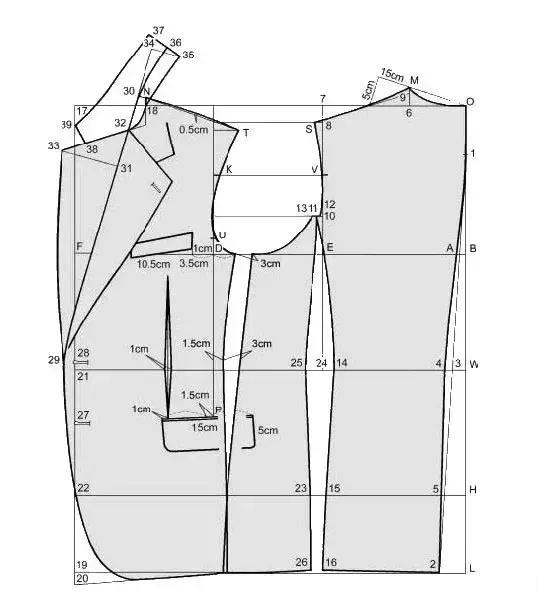 37
34 36
35
15cm M
30 N 5cm 9
17 18 7 O
6
39 32 0.5cm T S 8
33 38
1
31 K V
12
13 11 10
U
F 1cm D E A B
10.5cm 3.5cm 3cm
1.5cm 3cm
1cm
29 28 25 24 14 4 3 W
21
1.5cm
27 1cm P
15cm 5cm
22 23 15 5 H
19 26 16 2 L
20